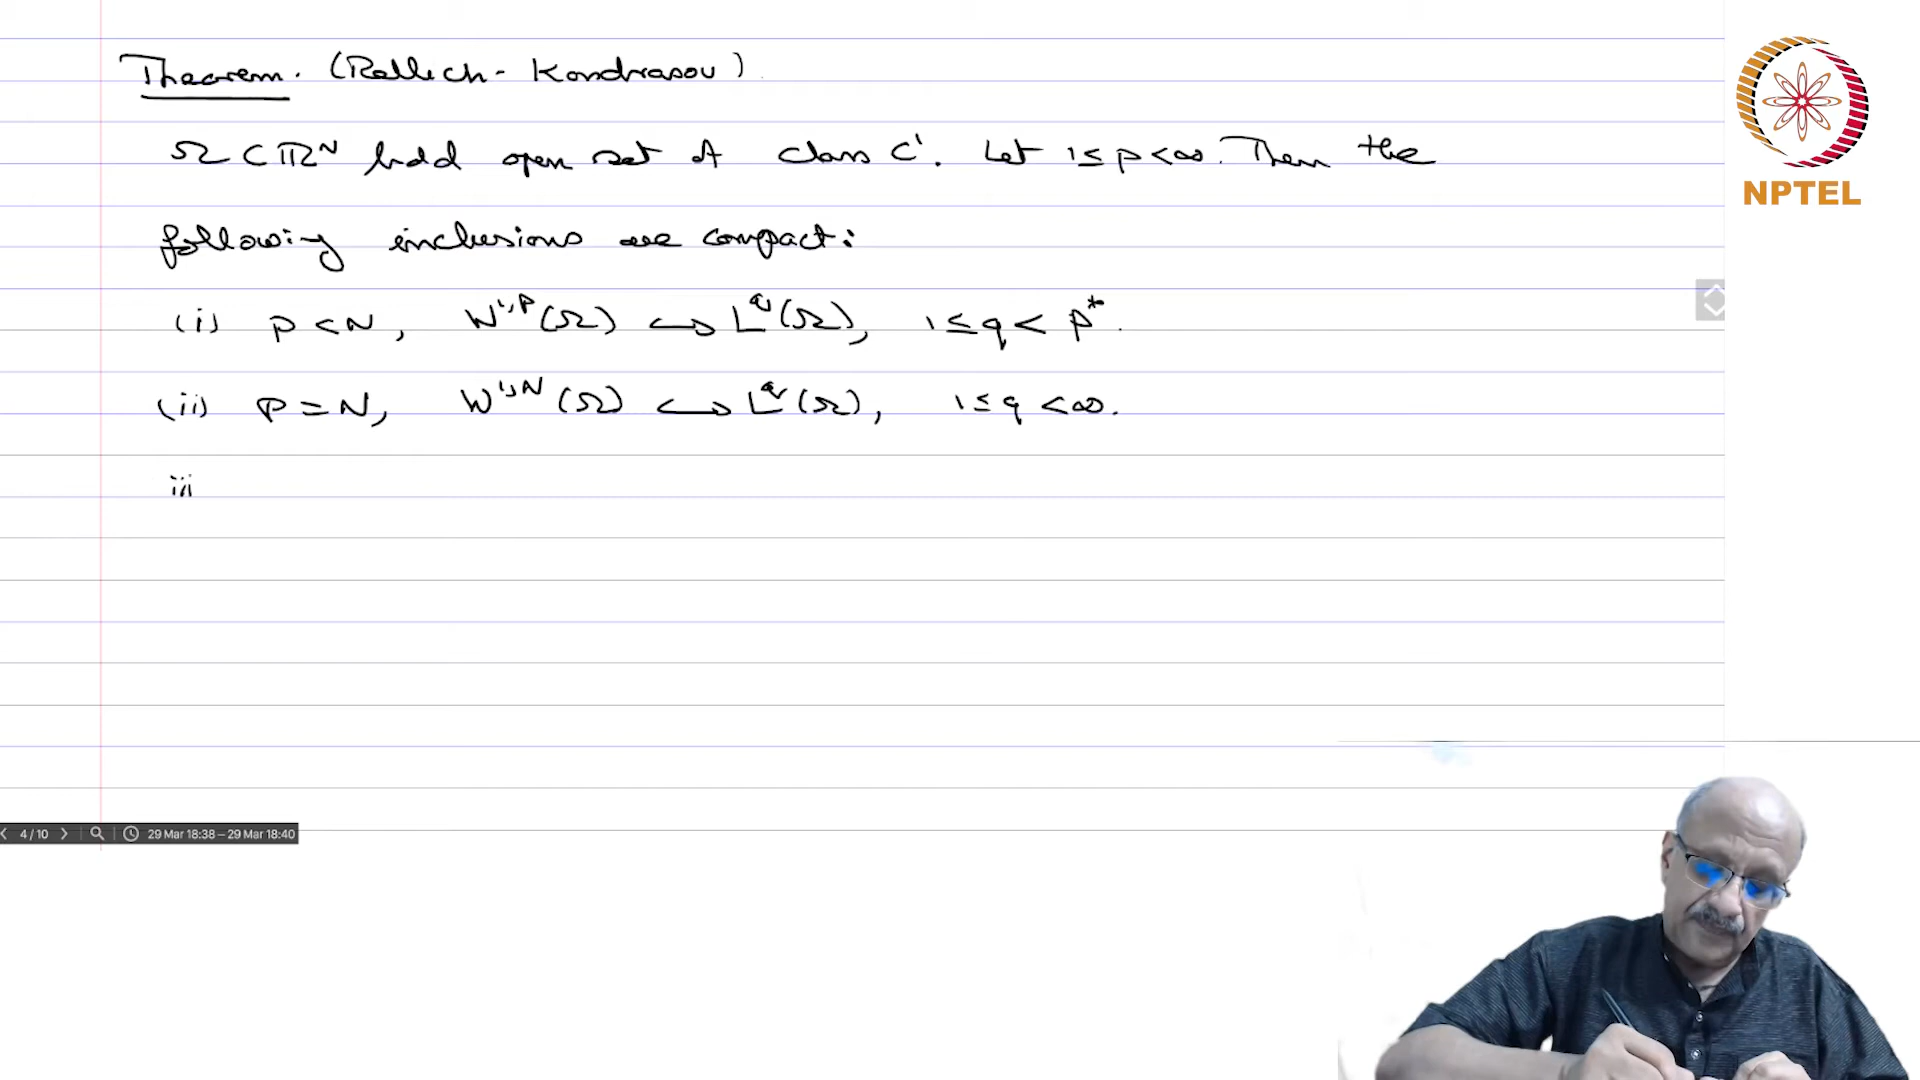 Theorem. (Rellich - Kondrasov).
Ω ⊂ ℝᴺ bdd open set of class C¹. Let 1 ≤ p < ∞. Then the
following inclusions are compact:
(i) p < N, W^{1,p}(Ω) ↪ L^q(Ω), 1 ≤ q < p*.
(ii) p = N, W^{1,N}(Ω) ↪ L^q(Ω), 1 ≤ q < ∞.
iii
NPTEL
4 / 10 29 Mar 18:38 – 29 Mar 18:40